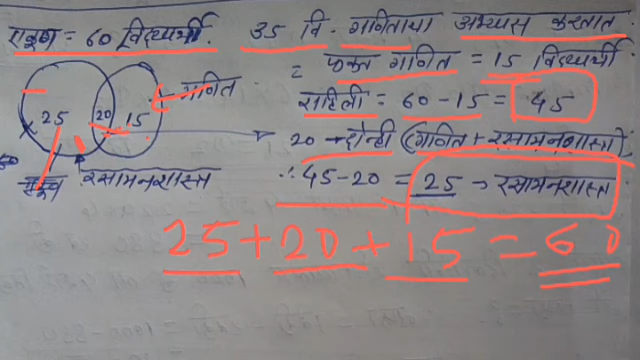 एकूण = 60 विद्यार्थी. 35 वि. गणिताचा अभ्यास करतात
= फक्त गणित = 15 विद्यार्थी
गणित
राहिली = 60 - 15 = 45
25 20 15
20 → दोन्ही (गणित + रसायनशास्त्र)
रसायनशास्त्र
∴ 45 - 20 = 25 → रसायनशास्त्र
25 + 20 + 15 = 60